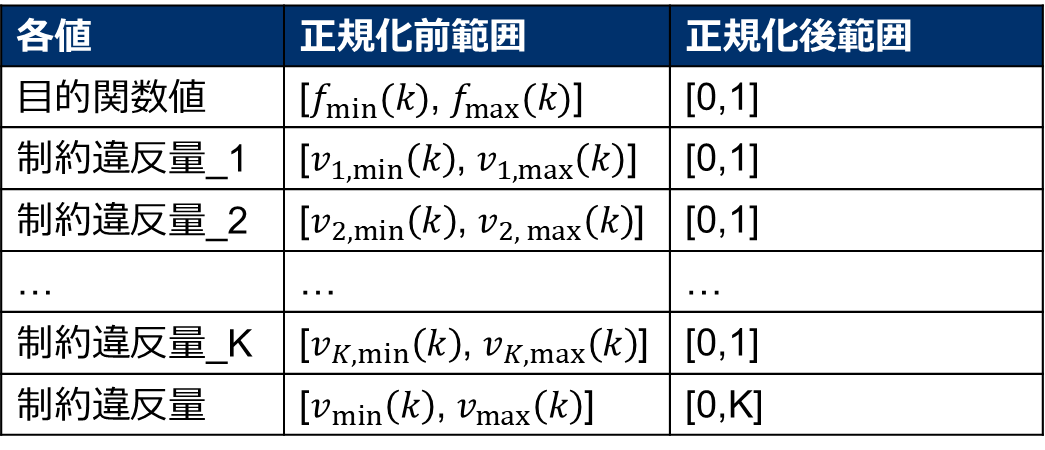 各値 正規化前範囲 正規化後範囲
目的関数値 [f_min(k), f_max(k)] [0,1]
制約違反量_1 [v_1,min(k), v_1,max(k)] [0,1]
制約違反量_2 [v_2,min(k), v_2, max(k)] [0,1]
… … …
制約違反量_K [v_K,min(k), v_K,max(k)] [0,1]
制約違反量 [v_min(k), v_max(k)] [0,K]